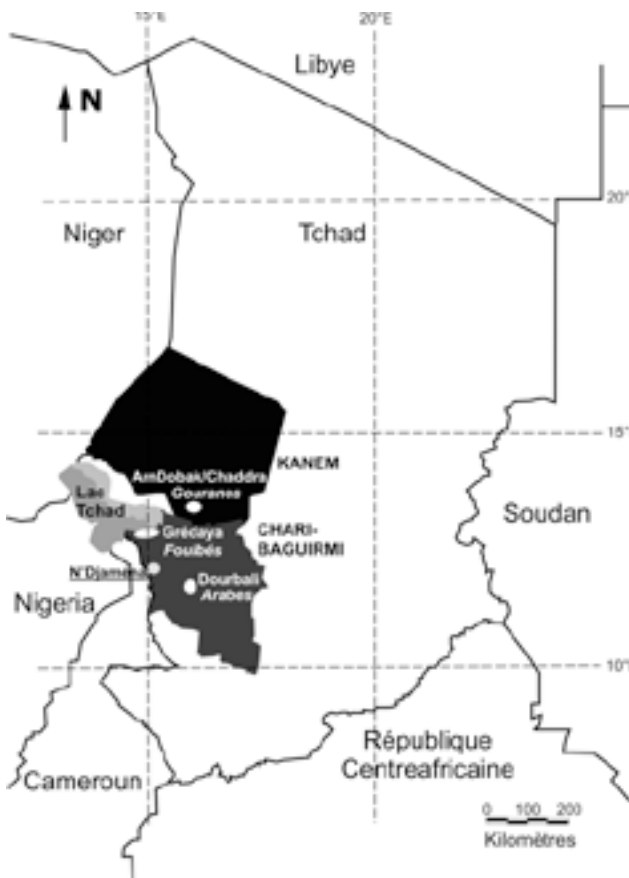 15°E 20°E
Libye
N
20°
Niger
Tchad
15°
KANEM
AmDobak/Chaddra
Gouranes
Lac
Tchad
Soudan
CHARI-
BAGUIRMI
Grédaya
Foulbés
N'Djaména
Dourbali
Arabes
Nigeria
10°
République
Centreafricaine
Cameroun
0 100 200
Kilomètres